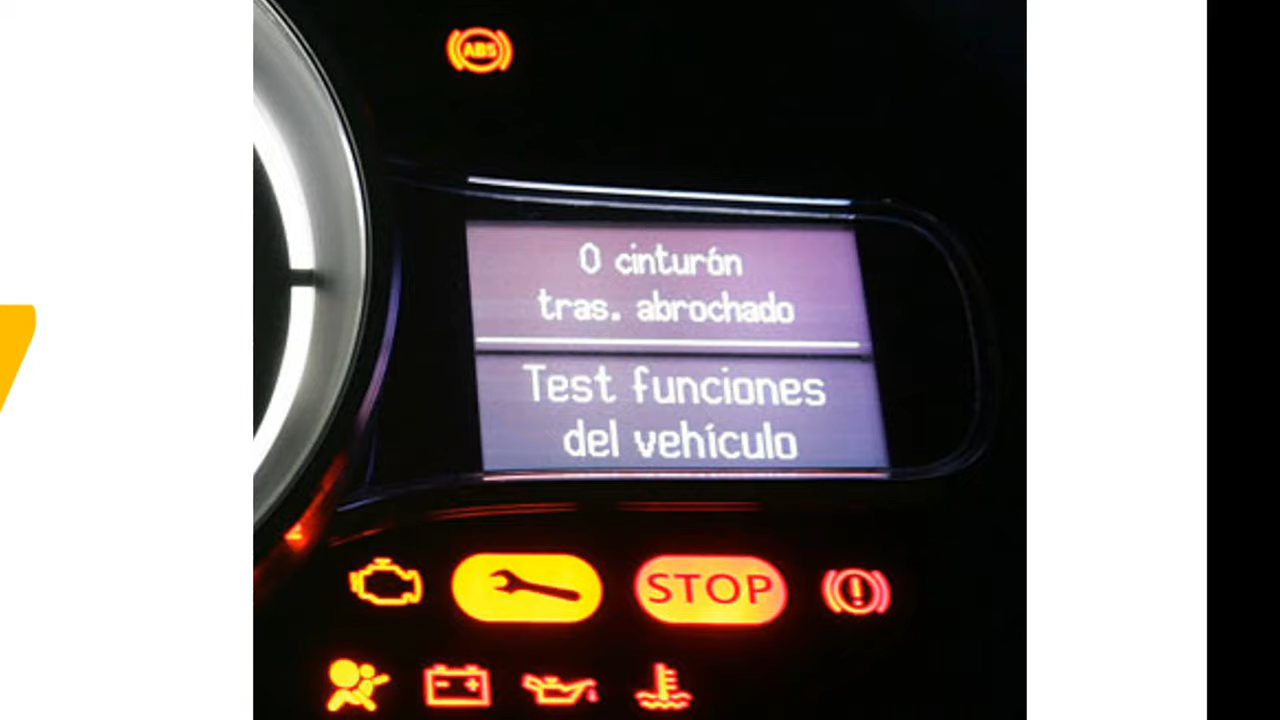 ABS
0 cinturón
tras. abrochado
Test funciones
del vehículo
STOP